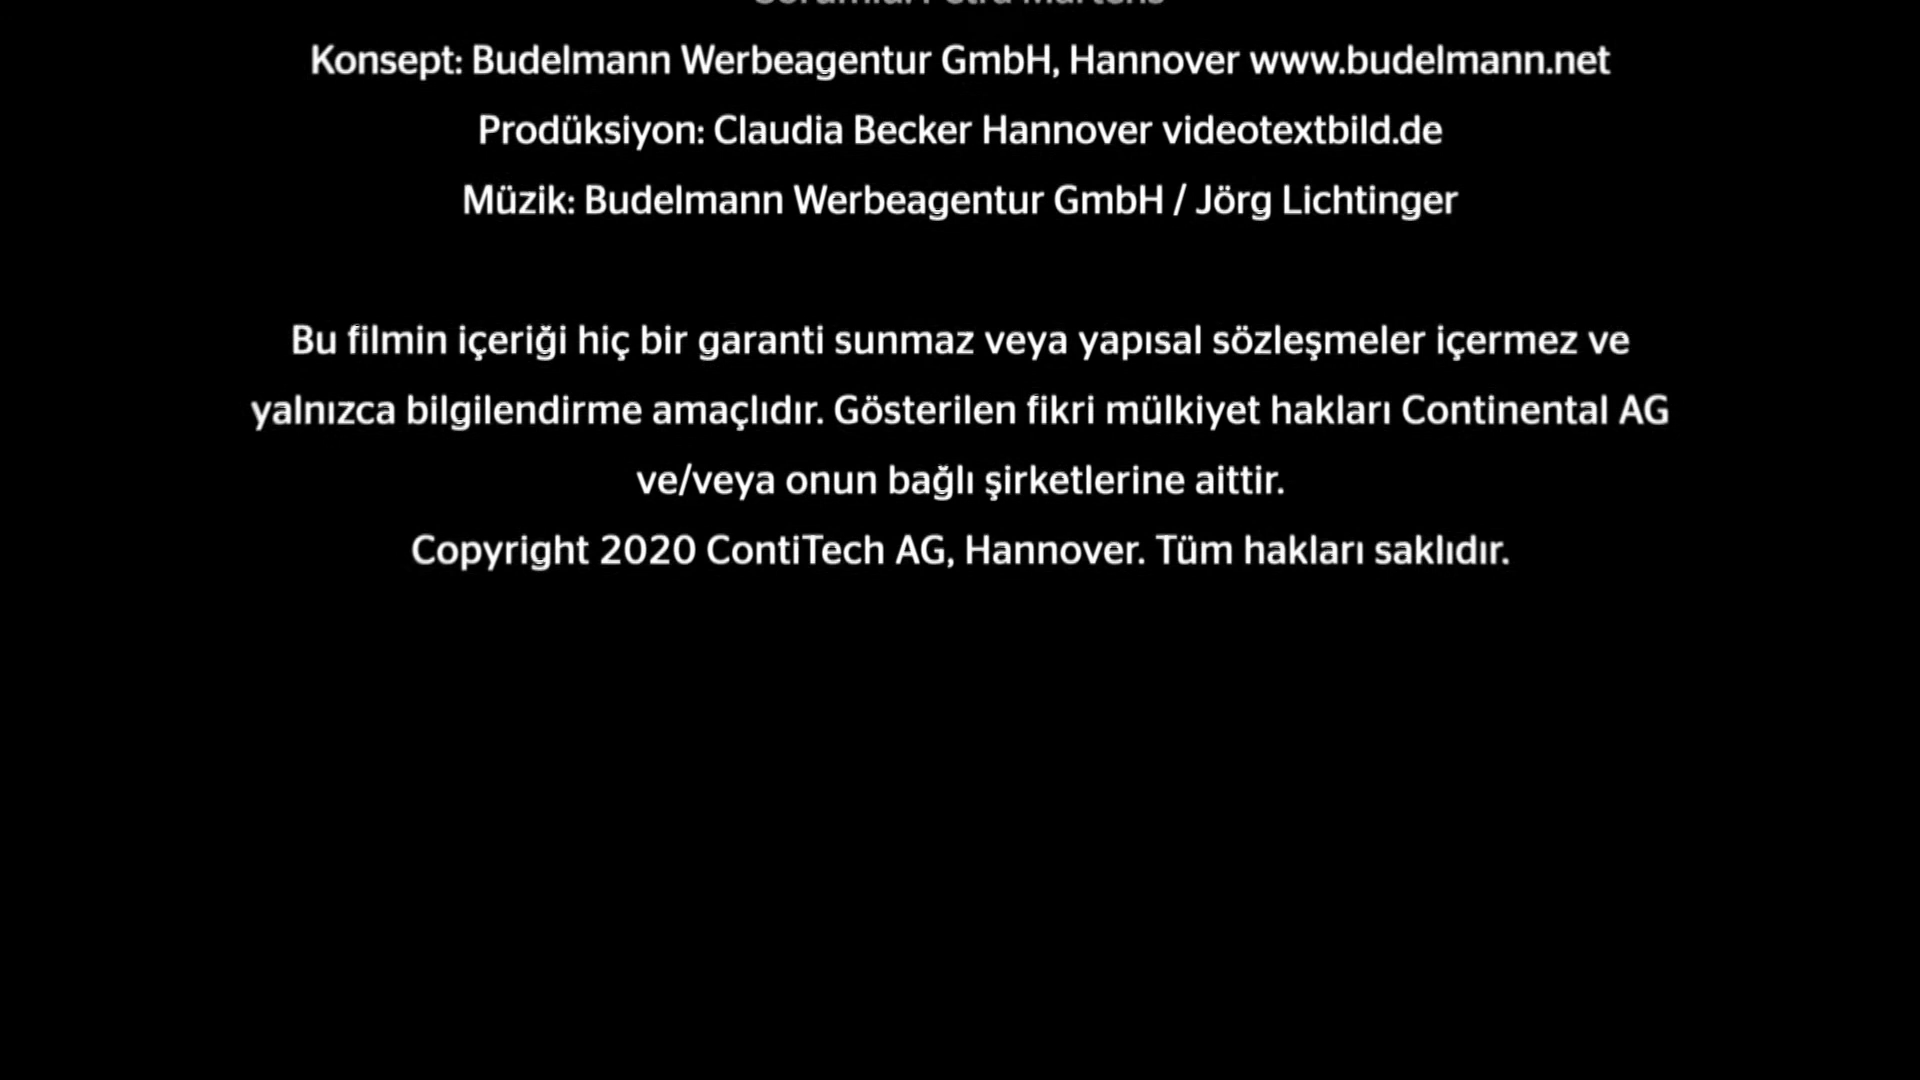 Konsept: Budelmann Werbeagentur GmbH, Hannover www.budelmann.net
Prodüksiyon: Claudia Becker Hannover videotextbild.de
Müzik: Budelmann Werbeagentur GmbH / Jörg Lichtinger
Bu filmin içeriği hiç bir garanti sunmaz veya yapısal sözleşmeler içermez ve
yalnızca bilgilendirme amaçlıdır. Gösterilen fikri mülkiyet hakları Continental AG
ve/veya onun bağlı şirketlerine aittir.
Copyright 2020 ContiTech AG, Hannover. Tüm hakları saklıdır.